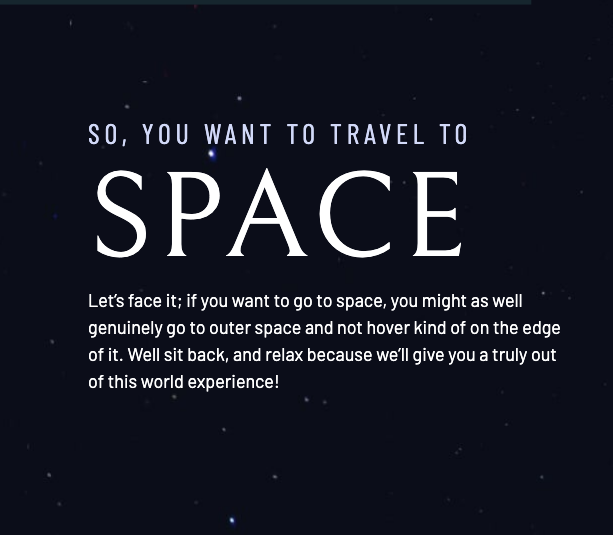 SO, YOU WANT TO TRAVEL TO
SPACE
Let’s face it; if you want to go to space, you might as well
genuinely go to outer space and not hover kind of on the edge
of it. Well sit back, and relax because we’ll give you a truly out
of this world experience!